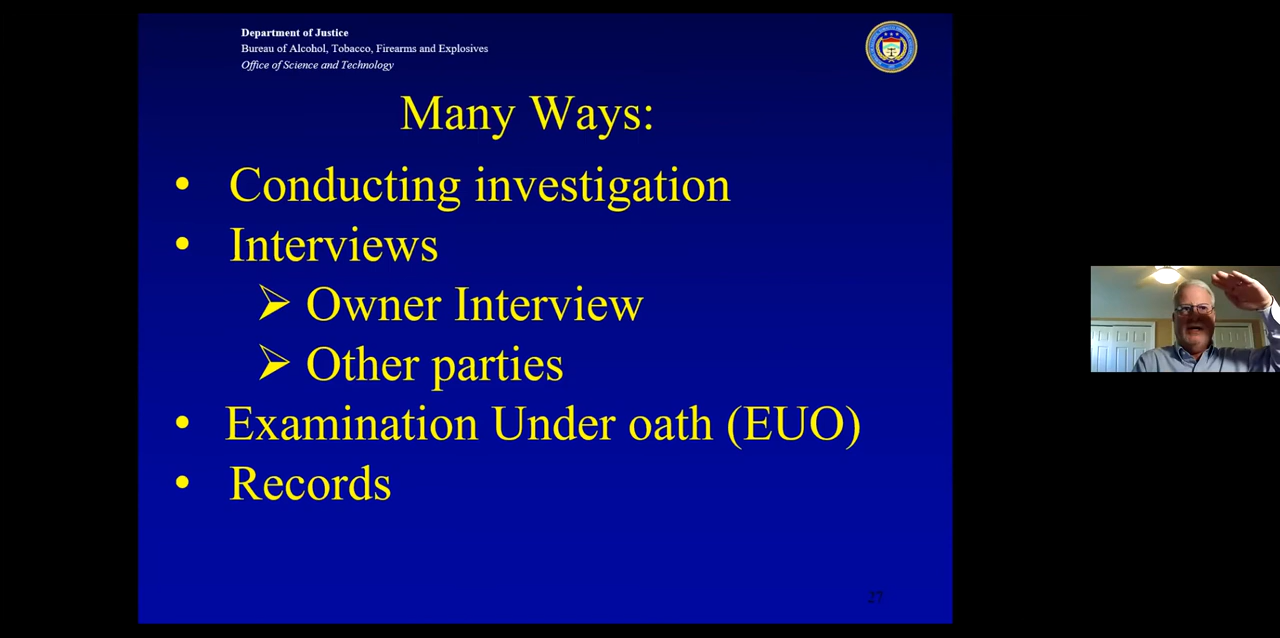 Department of Justice
Bureau of Alcohol, Tobacco, Firearms and Explosives
Office of Science and Technology
Many Ways:
• Conducting investigation
• Interviews
➢ Owner Interview
➢ Other parties
• Examination Under oath (EUO)
• Records
27